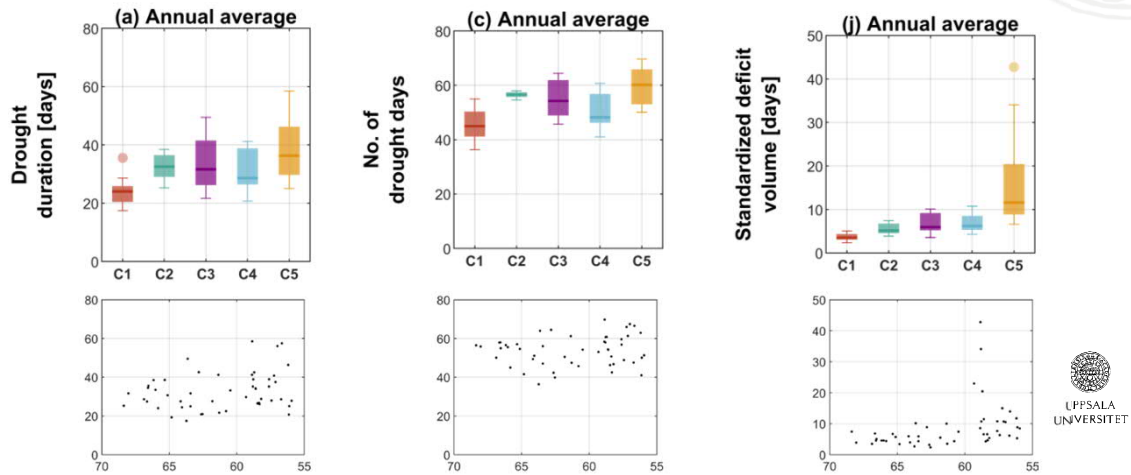 (a) Annual average
Drought
duration [days]
80
60
40
20
0
C1 C2 C3 C4 C5
80
60
40
20
0
70 65 60 55
(c) Annual average
No. of
drought days
80
60
40
20
0
C1 C2 C3 C4 C5
80
60
40
20
0
70 65 60 55
(j) Annual average
Standardized deficit
volume [days]
50
40
30
20
10
0
C1 C2 C3 C4 C5
50
40
30
20
10
0
70 65 60 55
UPPSALA
UNIVERSITET